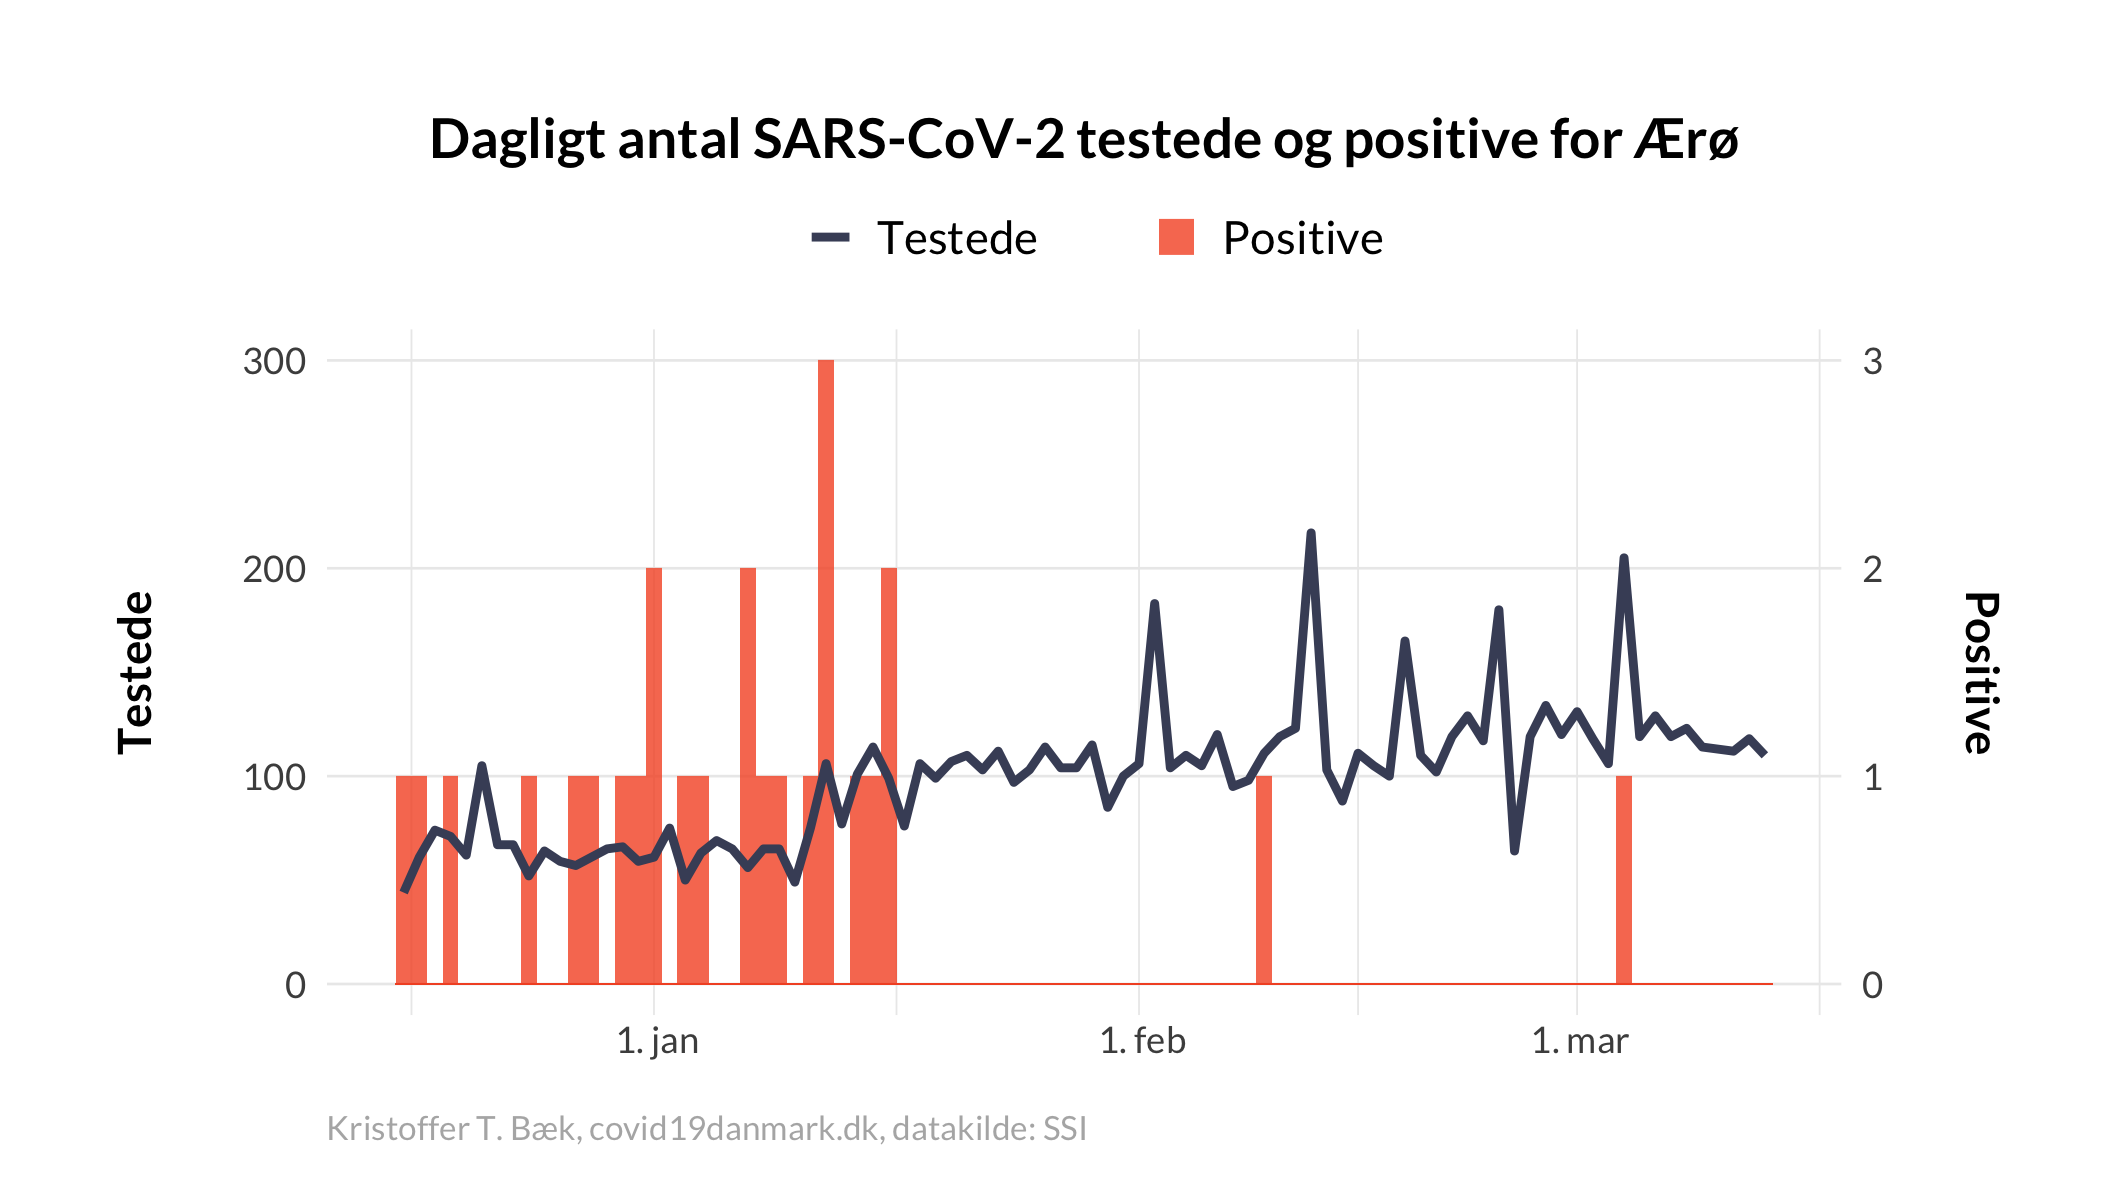 Dagligt antal SARS-CoV-2 testede og positive for Ærø
Testede Positive
300 3
200 2
100 1
0 0
Testede
Positive
1. jan 1. feb 1. mar
Kristoffer T. Bæk, covid19danmark.dk, datakilde: SSI